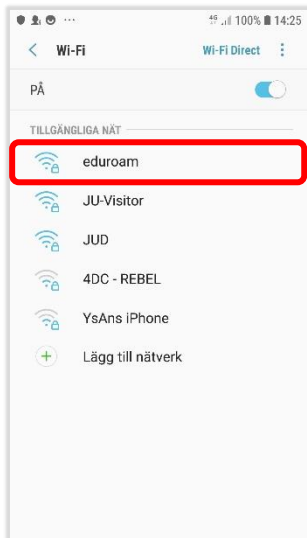 4G 100% 14:25
Wi-Fi Wi-Fi Direct
PÅ
TILLGÄNGLIGA NÄT
eduroam
JU-Visitor
JUD
4DC - REBEL
YsAns iPhone
Lägg till nätverk